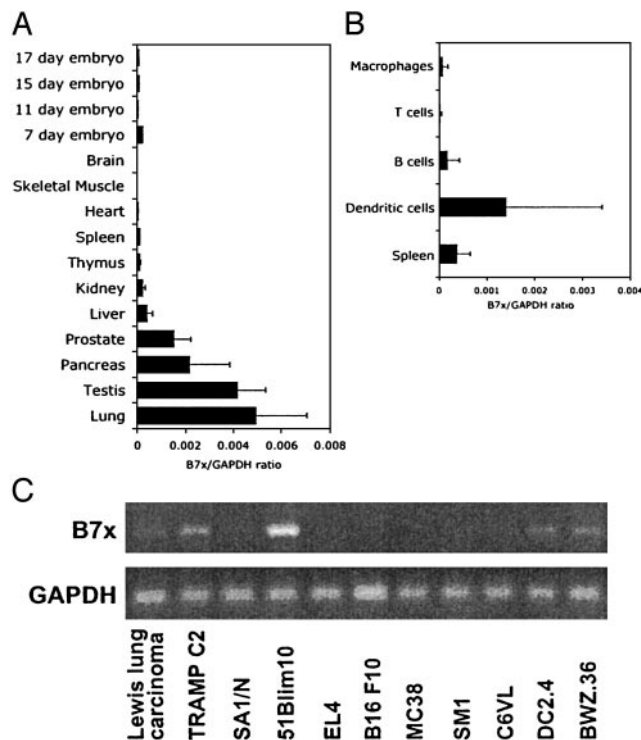 A
17 day embryo
15 day embryo
11 day embryo
7 day embryo
Brain
Skeletal Muscle
Heart
Spleen
Thymus
Kidney
Liver
Prostate
Pancreas
Testis
Lung
0 0.002 0.004 0.006 0.008
B7x/GAPDH ratio
B
Macrophages
T cells
B cells
Dendritic cells
Spleen
0 0.001 0.002 0.003 0.004
B7x/GAPDH ratio
C
B7x
GAPDH
Lewis lung
carcinoma
TRAMP C2
SA1/N
51Blim10
EL4
B16 F10
MC38
SM1
C6VL
DC2.4
BWZ.36